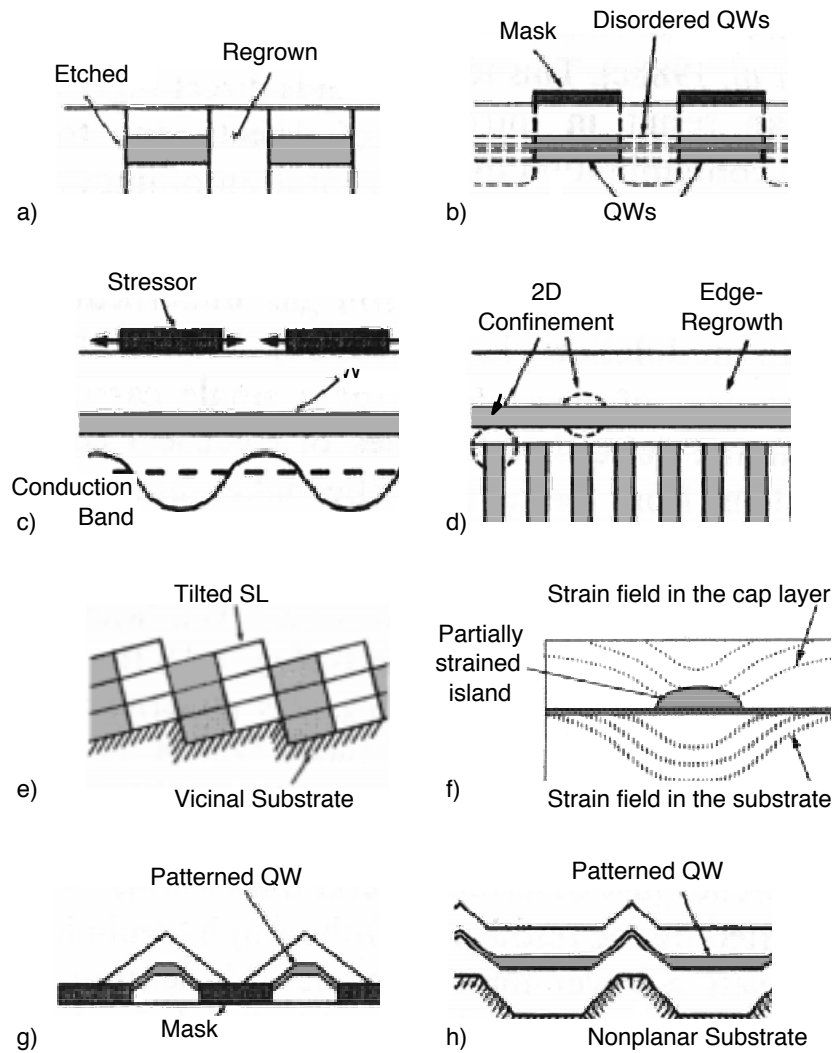 Etched
Regrown
a)
Mask
Disordered QWs
QWs
b)
Stressor
Conduction
Band
c)
2D
Confinement
Edge-
Regrowth
d)
Tilted SL
Vicinal Substrate
e)
Strain field in the cap layer
Partially
strained
island
Strain field in the substrate
f)
Patterned QW
Mask
g)
Patterned QW
Nonplanar Substrate
h)